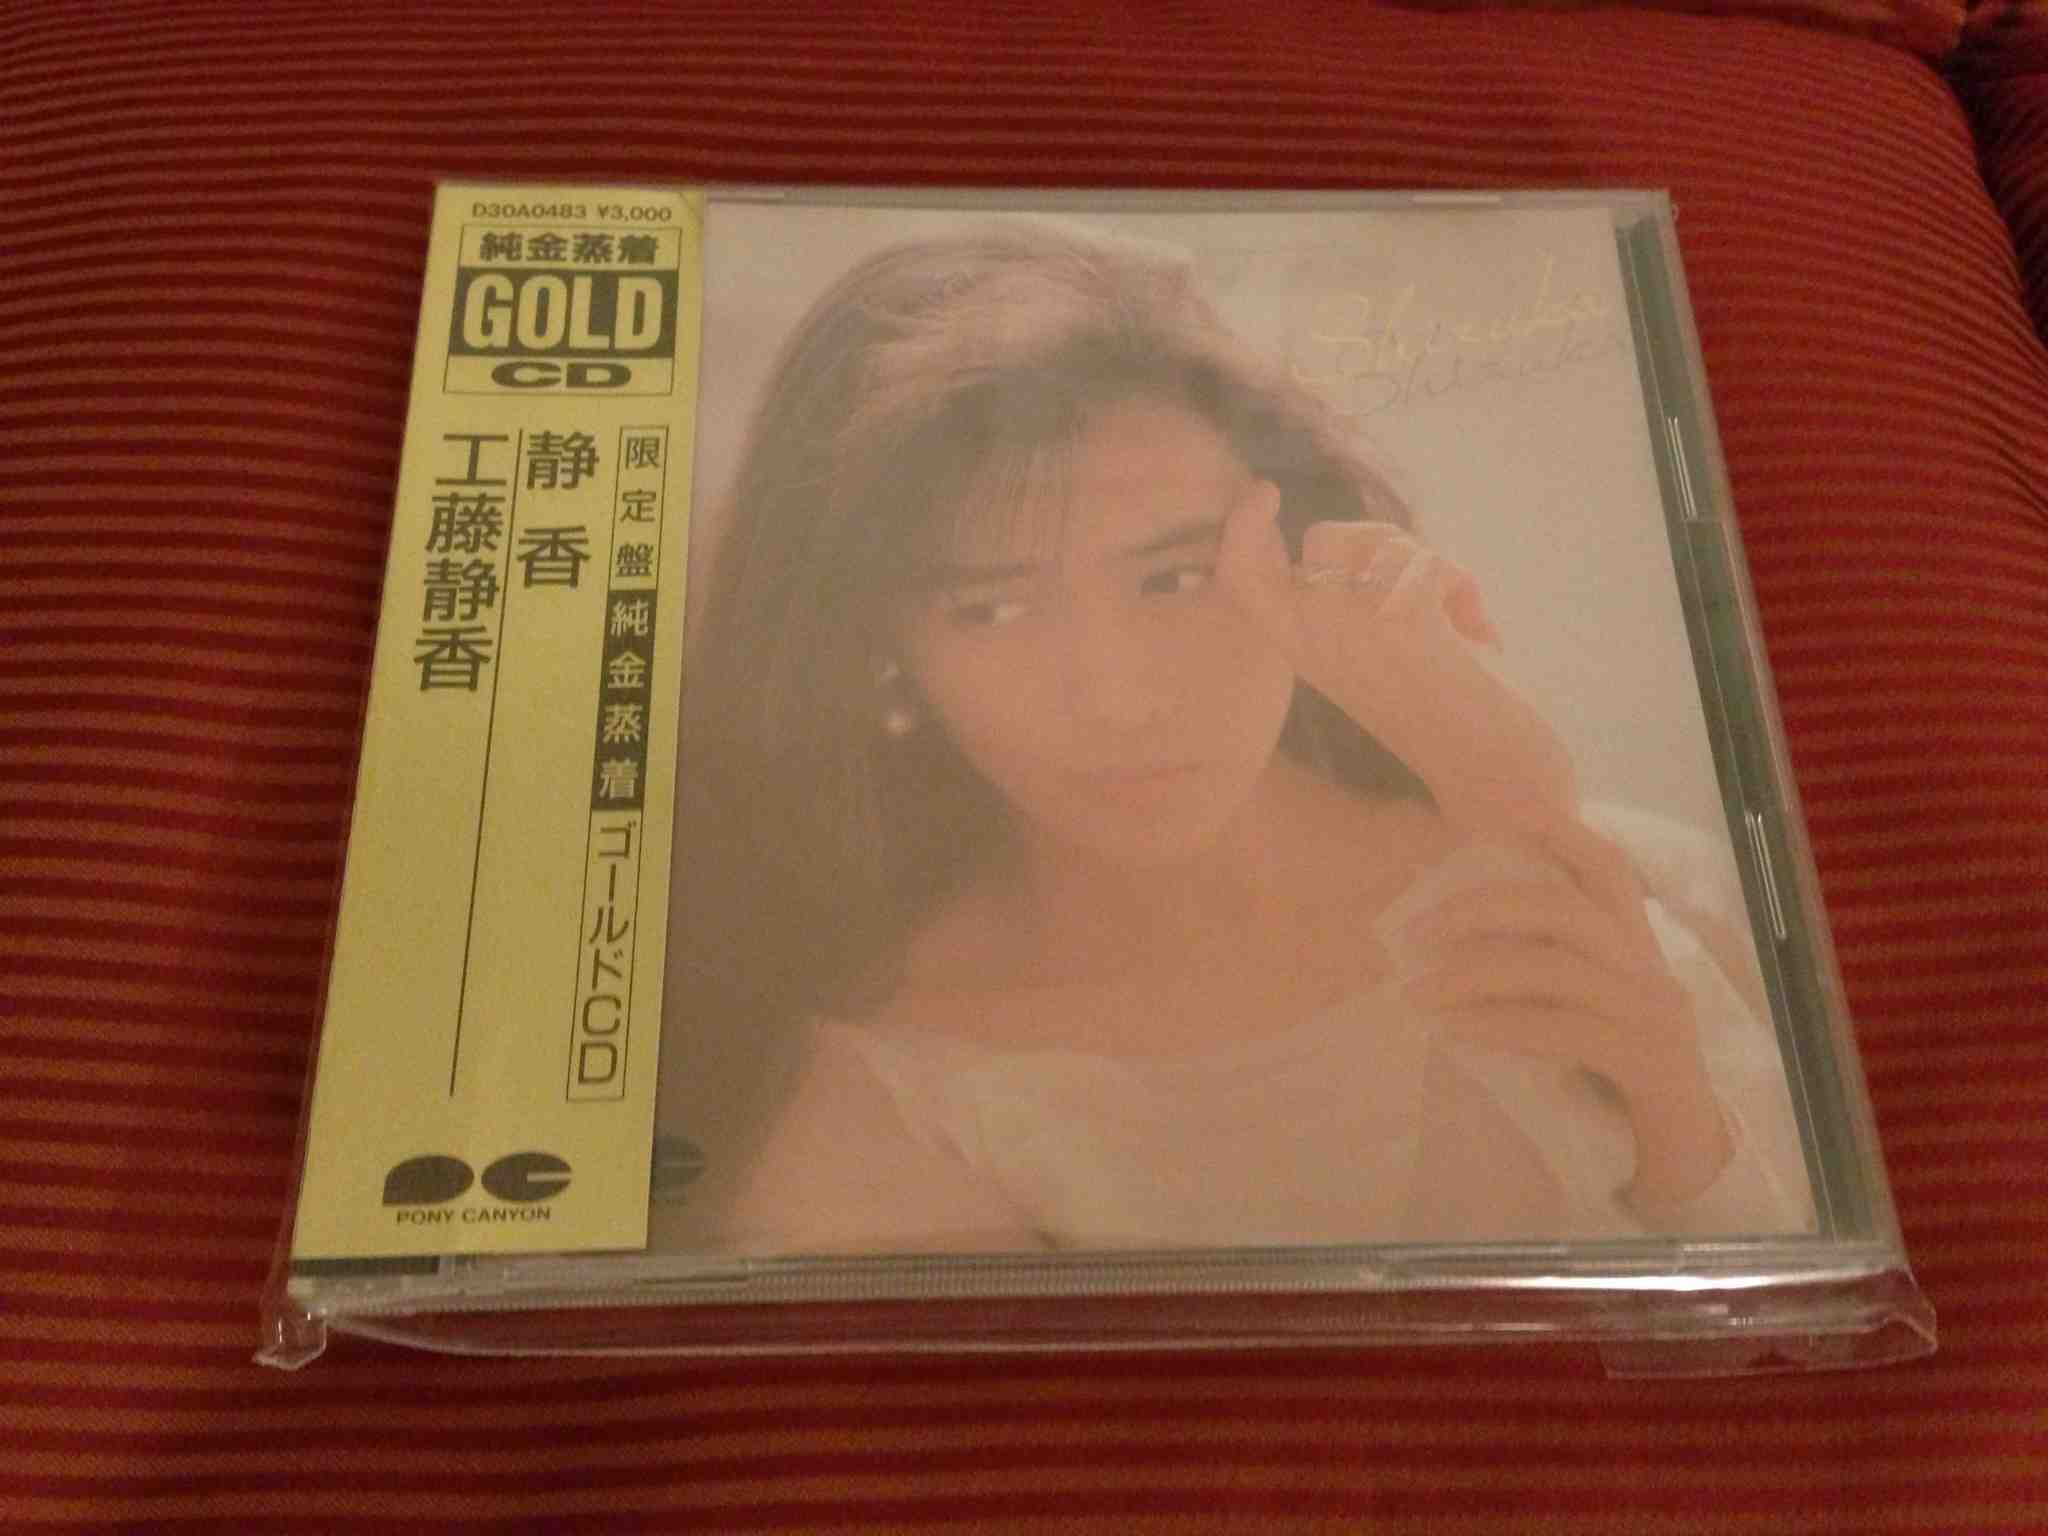 D30A0483 ¥3,000
純金蒸着
GOLD
CD
限定盤 純金蒸着 ゴールドCD
静香
工藤静香
PONY CANYON
Shizuka